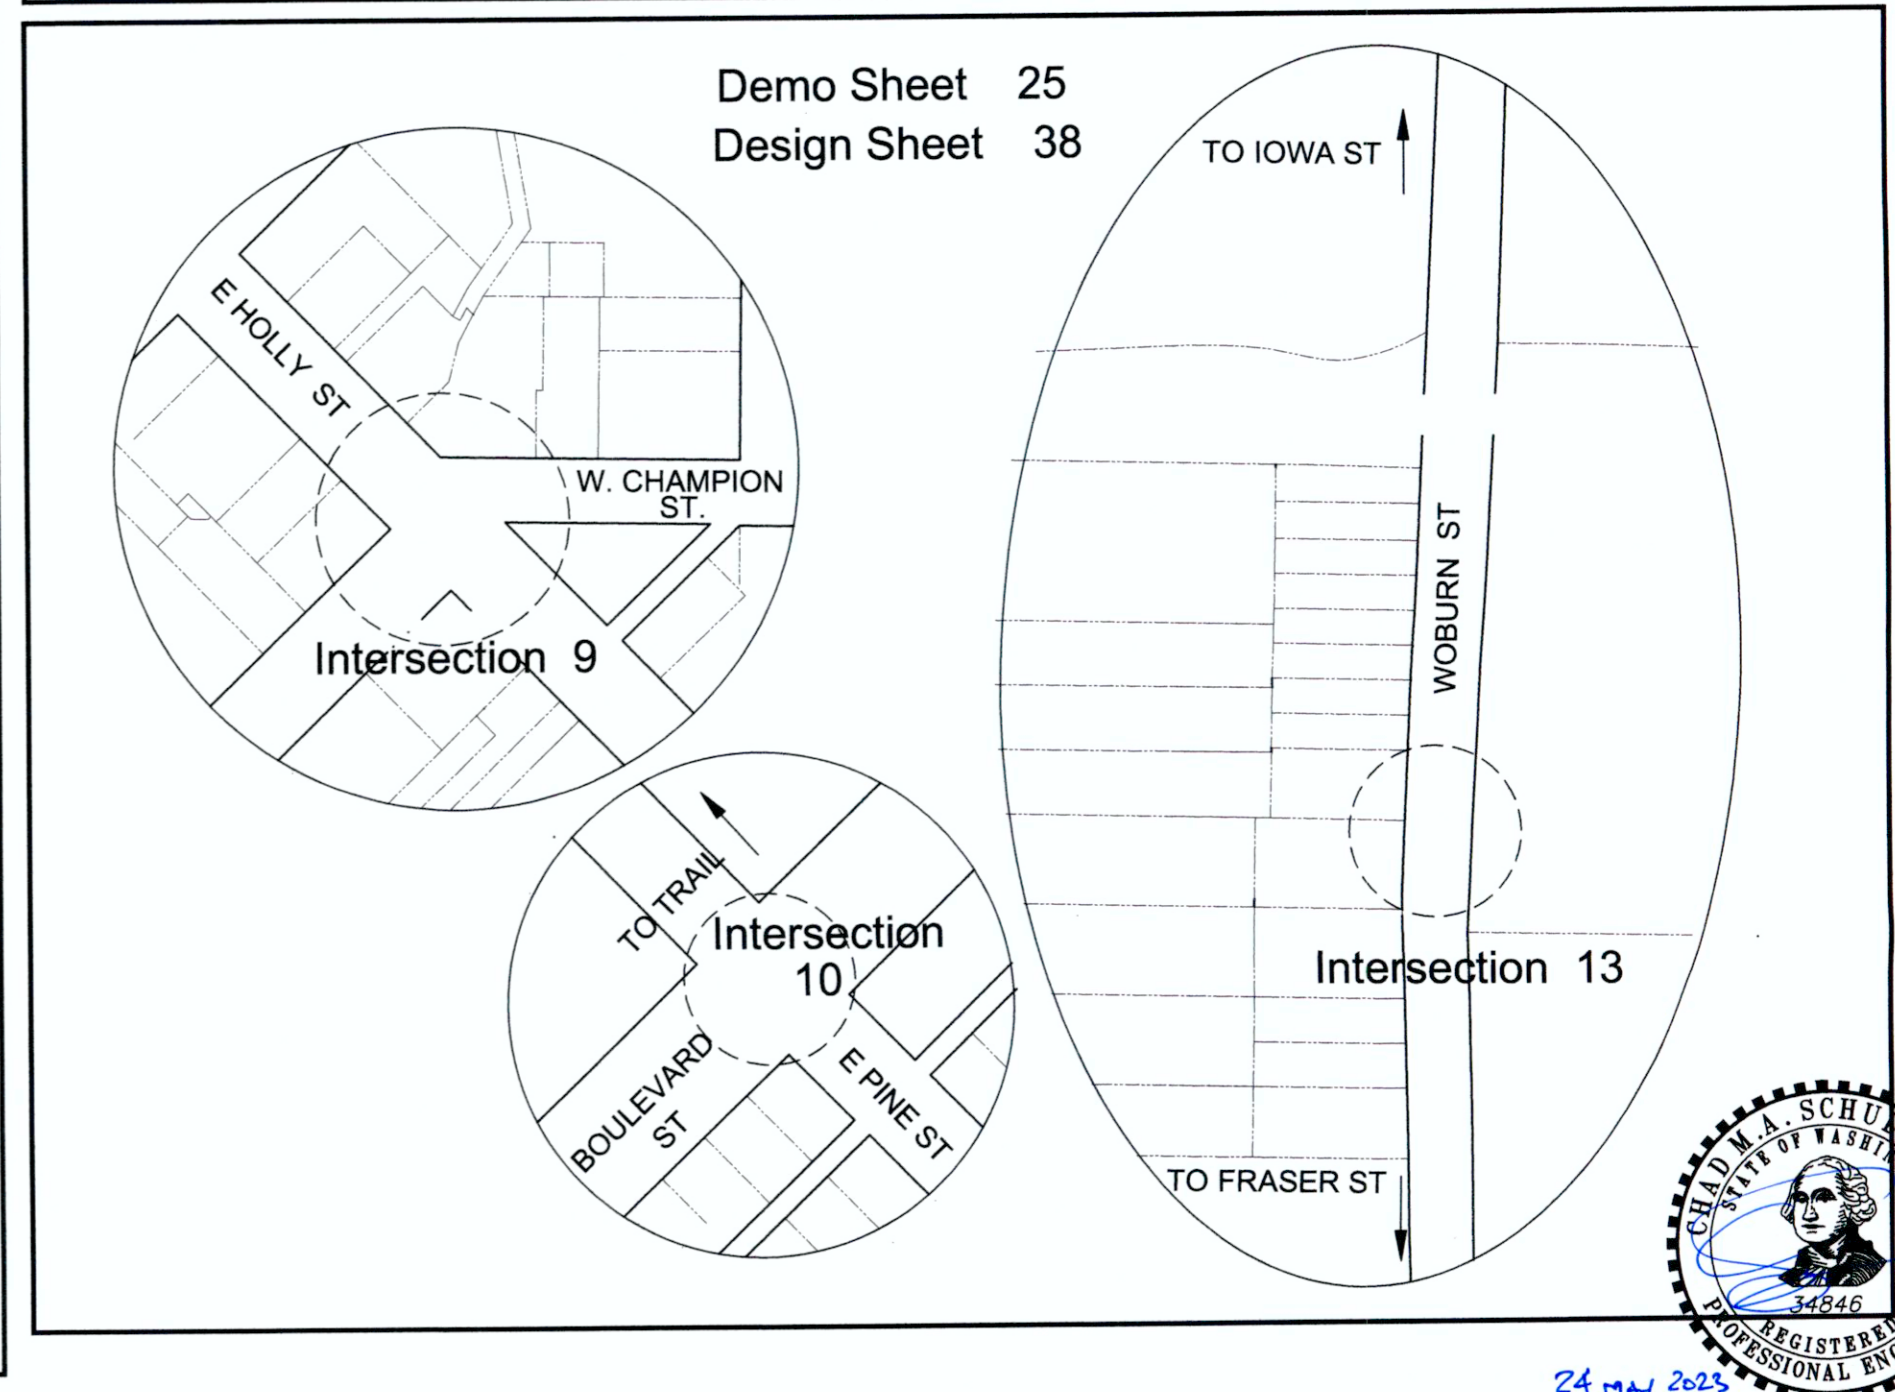 Demo Sheet 25
Design Sheet 38
E HOLLY ST
W. CHAMPION
ST.
Intersection 9
TO TRAIL
Intersection
10
BOULEVARD
ST
E PINE ST
TO IOWA ST
WOBURN ST
Intersection 13
TO FRASER ST
CHAD M.A.
STATE OF
34846
REGISTERED
PROFESSIONAL
24 MAY 2023